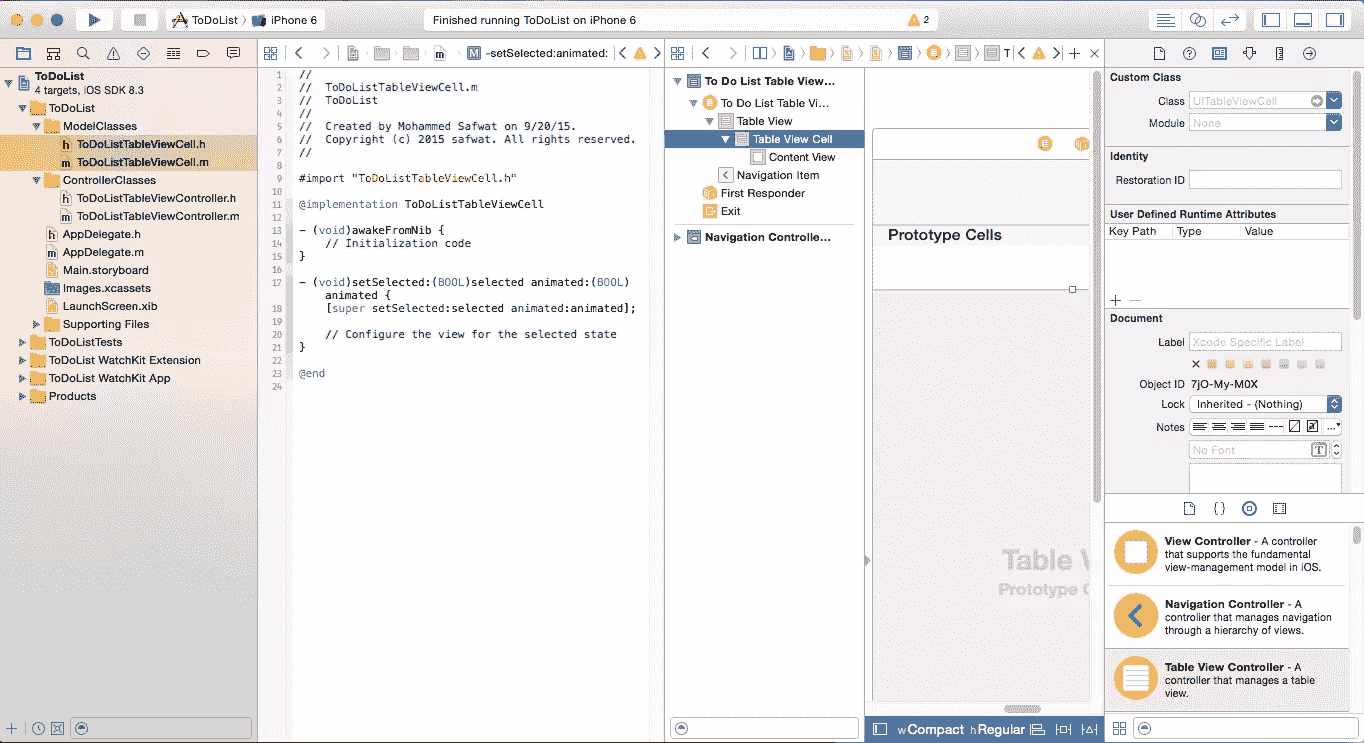 ToDoList iPhone 6
Finished running ToDoList on iPhone 6
2
-setSelected:animated:
T
ToDoList
4 targets, iOS SDK 8.3
ToDoList
ModelClasses
h ToDoListTableViewCell.h
m ToDoListTableViewCell.m
ControllerClasses
h ToDoListTableViewController.h
m ToDoListTableViewController.m
h AppDelegate.h
m AppDelegate.m
Main.storyboard
Images.xcassets
LaunchScreen.xib
Supporting Files
ToDoListTests
ToDoList WatchKit Extension
ToDoList WatchKit App
Products
1 //
2 // ToDoListTableViewCell.m
3 // ToDoList
4 //
5 // Created by Mohammed Safwat on 9/20/15.
6 // Copyright (c) 2015 safwat. All rights reserved.
7 //
8
9 #import "ToDoListTableViewCell.h"
10
11 @implementation ToDoListTableViewCell
12
13 - (void)awakeFromNib {
14 // Initialization code
15 }
16
17 - (void)setSelected:(BOOL)selected animated:(BOOL)
animated {
18 [super setSelected:selected animated:animated];
19
20 // Configure the view for the selected state
21 }
22
23 @end
24
To Do List Table View...
To Do List Table Vi...
Table View
Table View Cell
Content View
Navigation Item
First Responder
Exit
Navigation Controlle...
Prototype Cells
Table V
Prototype C
wCompact hRegular
Custom Class
Class UITableViewCell
Module None
Identity
Restoration ID
User Defined Runtime Attributes
Key Path Type Value
Document
Label Xcode Specific Label
Object ID 7jO-My-M0X
Lock Inherited - (Nothing)
Notes
No Font T
View Controller - A controller
that supports the fundamental
view-management model in iOS.
Navigation Controller - A
controller that manages navigation
through a hierarchy of views.
Table View Controller - A
controller that manages a table
view.